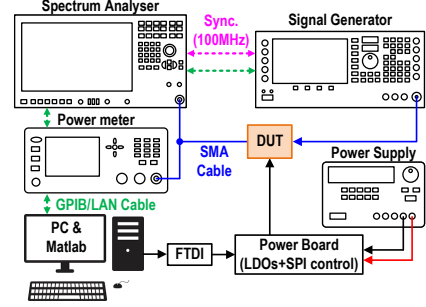 Spectrum Analyser
Sync.
(100MHz)
Signal Generator
Power meter
SMA
Cable
DUT
Power Supply
GPIB/LAN Cable
PC &
Matlab
FTDI
Power Board
(LDOs+SPI control)